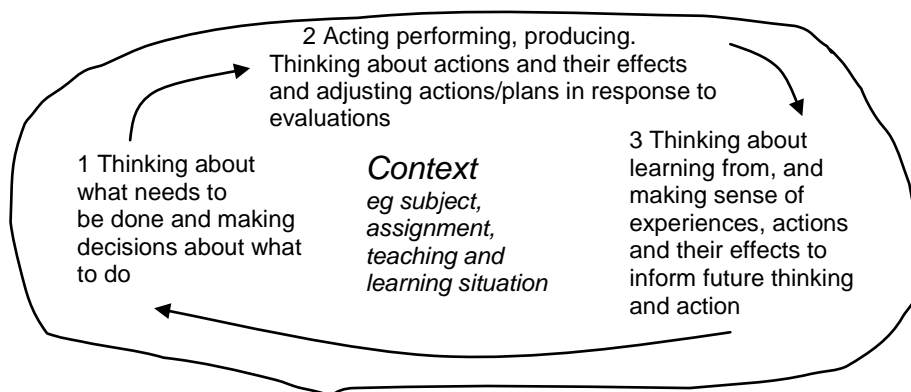 2 Acting performing, producing.
Thinking about actions and their effects
and adjusting actions/plans in response to
evaluations
1 Thinking about
what needs to
be done and making
decisions about what
to do
Context
eg subject,
assignment,
teaching and
learning situation
3 Thinking about
learning from, and
making sense of
experiences, actions
and their effects to
inform future thinking
and action